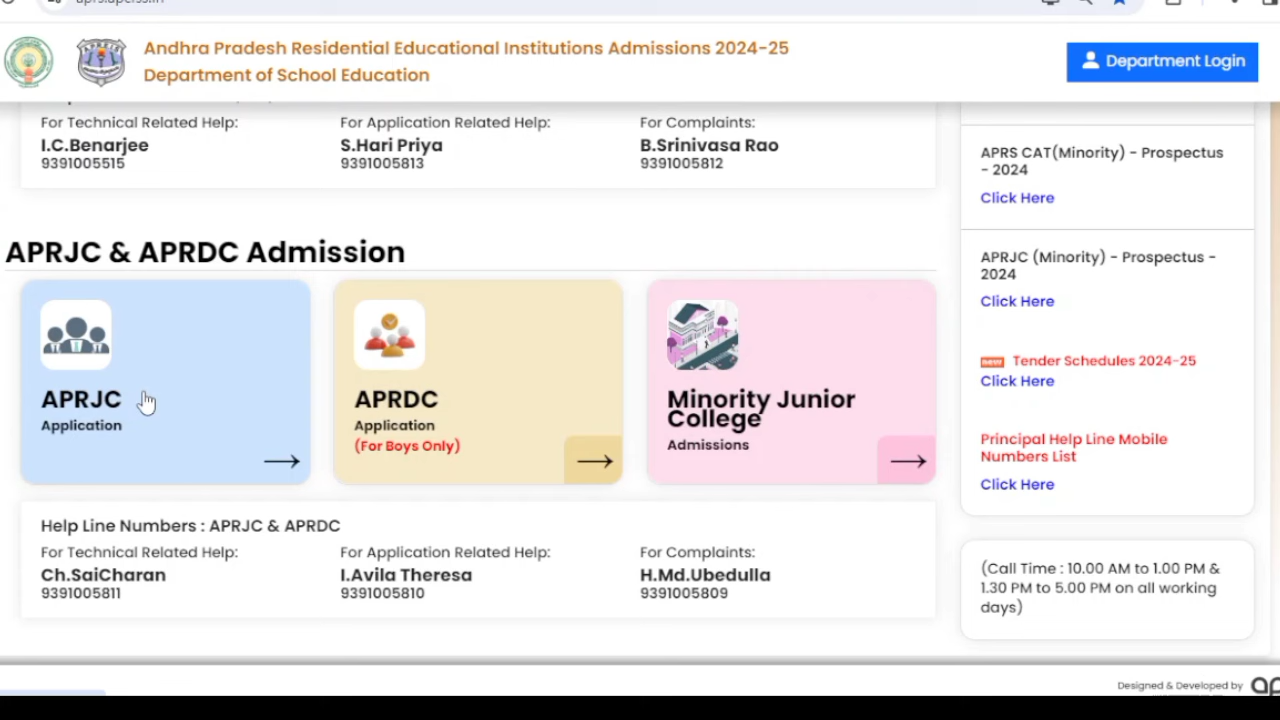 Andhra Pradesh Residential Educational Institutions Admissions 2024-25
Department of School Education
Department Login
For Technical Related Help:
I.C.Benarjee
9391005515
For Application Related Help:
S.Hari Priya
9391005813
For Complaints:
B.Srinivasa Rao
9391005812
APRJC & APRDC Admission
APRJC
Application
APRDC
Application
(For Boys Only)
Minority Junior
College
Admissions
Help Line Numbers : APRJC & APRDC
For Technical Related Help:
Ch.SaiCharan
9391005811
For Application Related Help:
I.Avila Theresa
9391005810
For Complaints:
H.Md.Ubedulla
9391005809
APRS CAT(Minority) - Prospectus
- 2024
Click Here
APRJC (Minority) - Prospectus -
2024
Click Here
new Tender Schedules 2024-25
Click Here
Principal Help Line Mobile
Numbers List
Click Here
(Call Time : 10.00 AM to 1.00 PM &
1.30 PM to 5.00 PM on all working
days)
Designed & Developed by